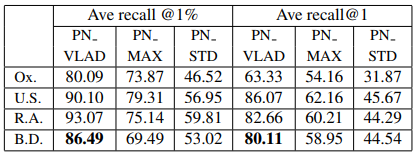 Ave recall @1% Ave recall@1
PN_ PN_ PN_ PN_ PN_ PN_
VLAD MAX STD VLAD MAX STD
Ox. 80.09 73.87 46.52 63.33 54.16 31.87
U.S. 90.10 79.31 56.95 86.07 62.16 45.67
R.A. 93.07 75.14 59.81 82.66 60.21 44.29
B.D. 86.49 69.49 53.02 80.11 58.95 44.54